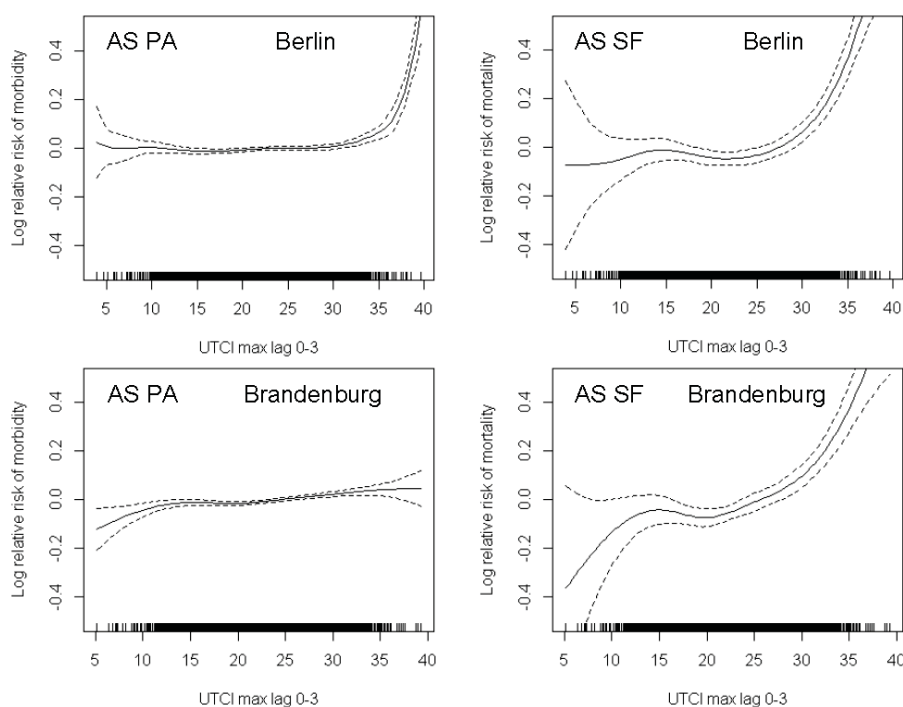 AS PA Berlin
Log relative risk of morbidity
0.4
0.2
0.0
-0.2
-0.4
5 10 15 20 25 30 35 40
UTCI max lag 0-3
AS SF Berlin
Log relative risk of mortality
0.4
0.2
0.0
-0.2
-0.4
5 10 15 20 25 30 35 40
UTCI max lag 0-3
AS PA Brandenburg
Log relative risk of morbidity
0.4
0.2
0.0
-0.2
-0.4
5 10 15 20 25 30 35 40
UTCI max lag 0-3
AS SF Brandenburg
Log relative risk of mortality
0.4
0.2
0.0
-0.2
-0.4
5 10 15 20 25 30 35 40
UTCI max lag 0-3